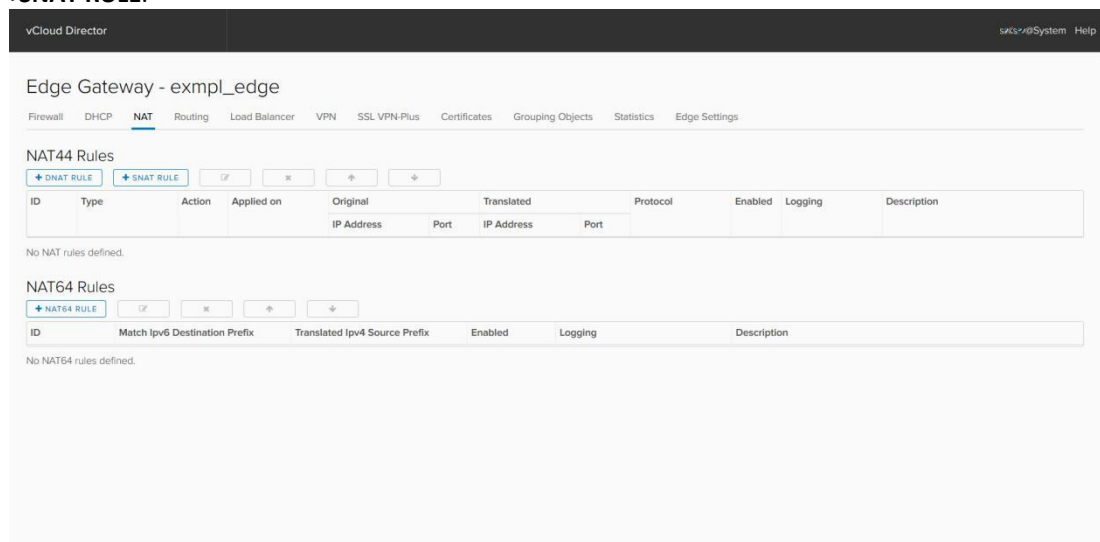 SNAT RULE.
vCloud Director
@System Help
Edge Gateway - exmpl_edge
Firewall DHCP NAT Routing Load Balancer VPN SSL VPN-Plus Certificates Grouping Objects Statistics Edge Settings
NAT44 Rules
+ DNAT RULE + SNAT RULE
ID Type Action Applied on Original Translated Protocol Enabled Logging Description
IP Address Port IP Address Port
No NAT rules defined.
NAT64 Rules
+ NAT64 RULE
ID Match Ipv6 Destination Prefix Translated Ipv4 Source Prefix Enabled Logging Description
No NAT64 rules defined.